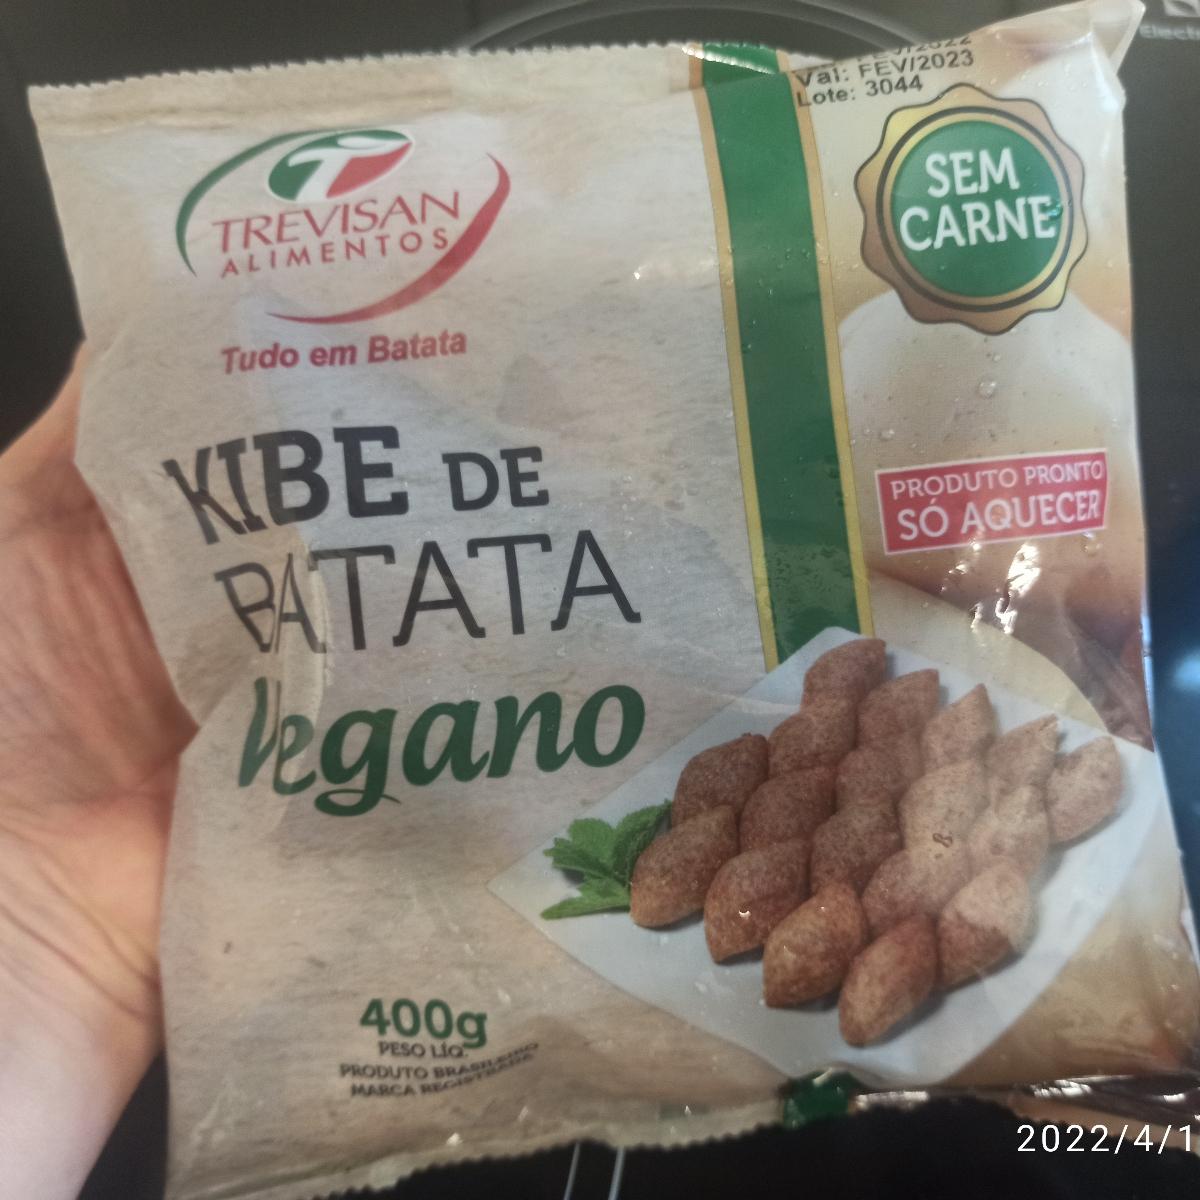 Val: FEV/2023
Lote: 3044
TREVISAN
ALIMENTOS
Tudo em Batata
SEM
CARNE
KIBE DE
BATATA
Vegano
PRODUTO PRONTO
SÓ AQUECER
400g
PESO LÍQ.
PRODUTO BRASILEIRO
MARCA REGISTRADA
2022/4/1